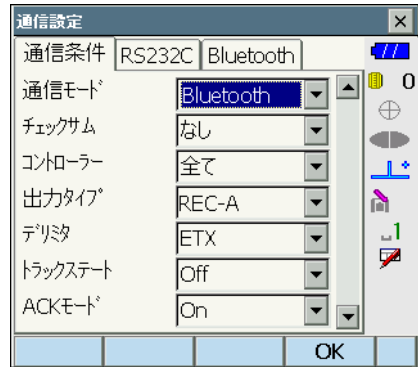 通信設定
通信条件 RS232C Bluetooth
0
通信ﾓｰﾄﾞ Bluetooth
ﾁｪｯｸｻﾑ なし
ｺﾝﾄﾛｰﾗｰ 全て
出力ﾀｲﾌﾟ REC-A
ﾃﾞﾘﾐﾀ ETX
1
ﾄﾗｯｸｽﾃｰﾄ Off
ACKﾓｰﾄﾞ On
OK